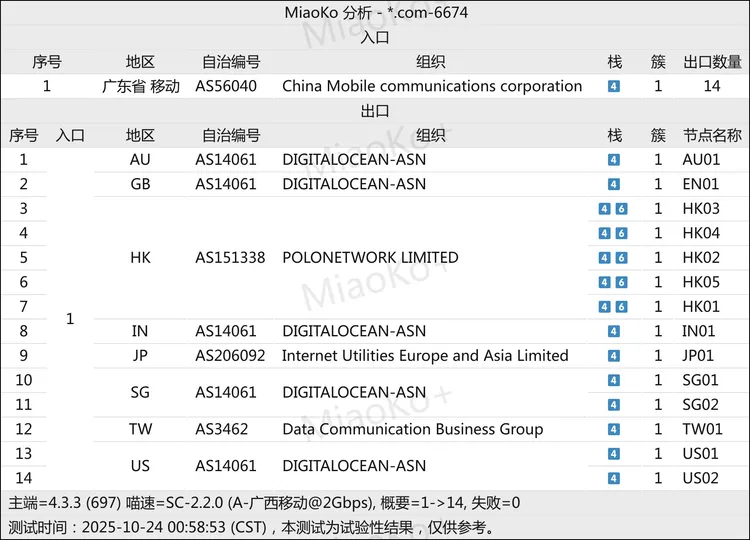 MiaoKo 分析 - *.com-6674
入口
序号 地区 自治编号 组织 栈 簇 出口数量
1 广东省 移动 AS56040 China Mobile communications corporation 4 1 14
出口
序号 入口 地区 自治编号 组织 栈 簇 节点名称
1 AU AS14061 DIGITALOCEAN-ASN 4 1 AU01
2 GB AS14061 DIGITALOCEAN-ASN 4 1 EN01
3 4 6 1 HK03
4 4 6 1 HK04
5 HK AS151338 POLONETWORK LIMITED 4 6 1 HK02
6 4 6 1 HK05
7 4 6 1 HK01
1
8 IN AS14061 DIGITALOCEAN-ASN 4 1 IN01
9 JP AS206092 Internet Utilities Europe and Asia Limited 4 1 JP01
10 4 1 SG01
SG AS14061 DIGITALOCEAN-ASN
11 4 1 SG02
12 TW AS3462 Data Communication Business Group 4 1 TW01
13 4 1 US01
US AS14061 DIGITALOCEAN-ASN
14 4 1 US02
主端=4.3.3 (697) 喵速=SC-2.2.0 (A-广西移动@2Gbps), 概要=1->14, 失败=0
测试时间：2025-10-24 00:58:53 (CST)，本测试为试验性结果，仅供参考。
MiaoKo+
MiaoKo+
MiaoKo+
MiaoKo+